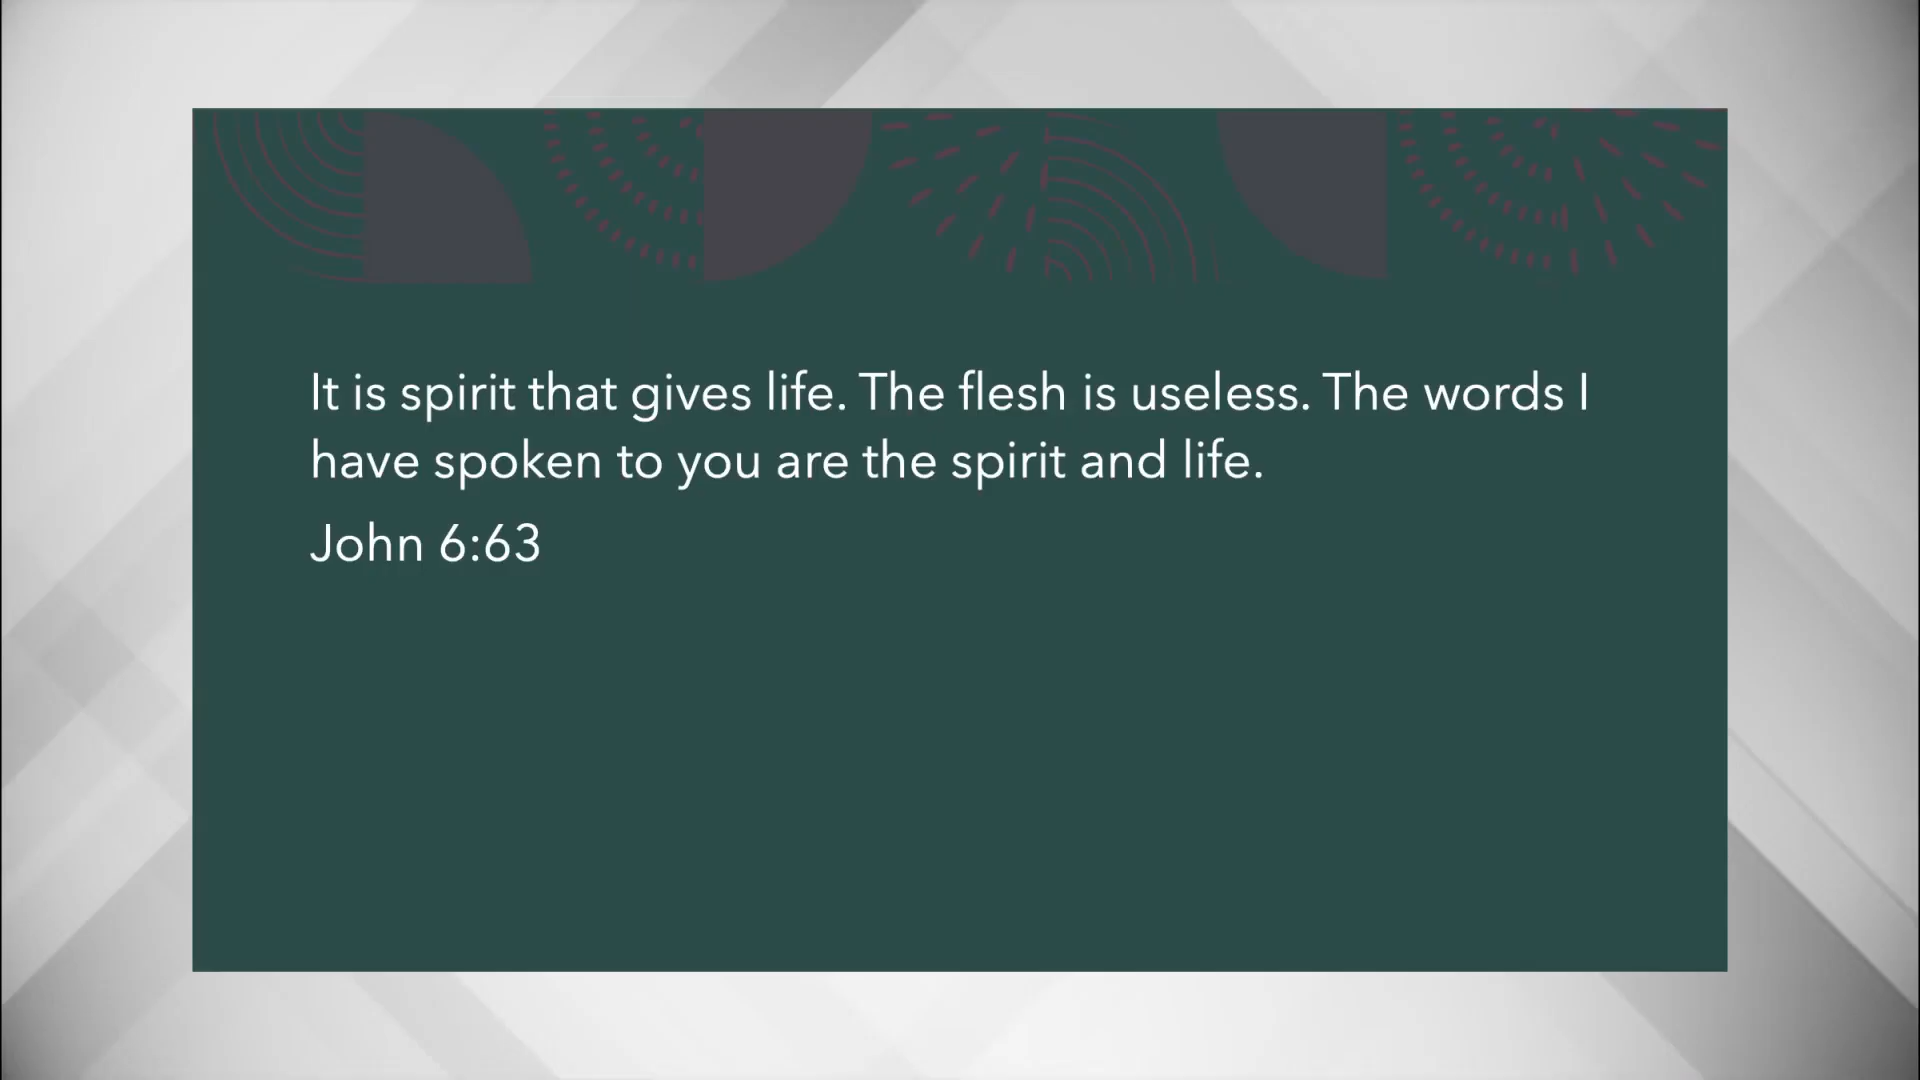 It is spirit that gives life. The flesh is useless. The words I
have spoken to you are the spirit and life.
John 6:63